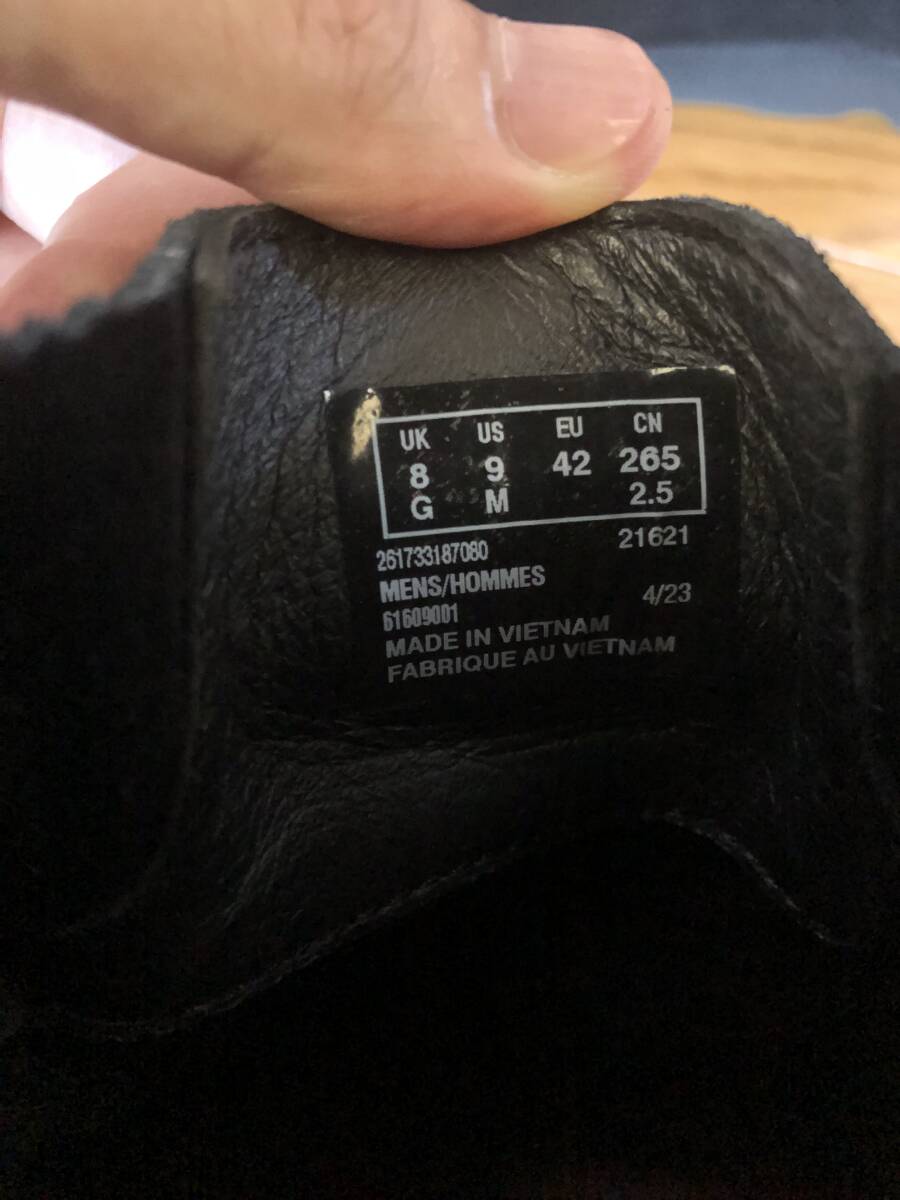 UK US EU CN
8 9 42 265
G M 2.5
261733187080 21621
MENS/HOMMES
61609001 4/23
MADE IN VIETNAM
FABRIQUE AU VIETNAM